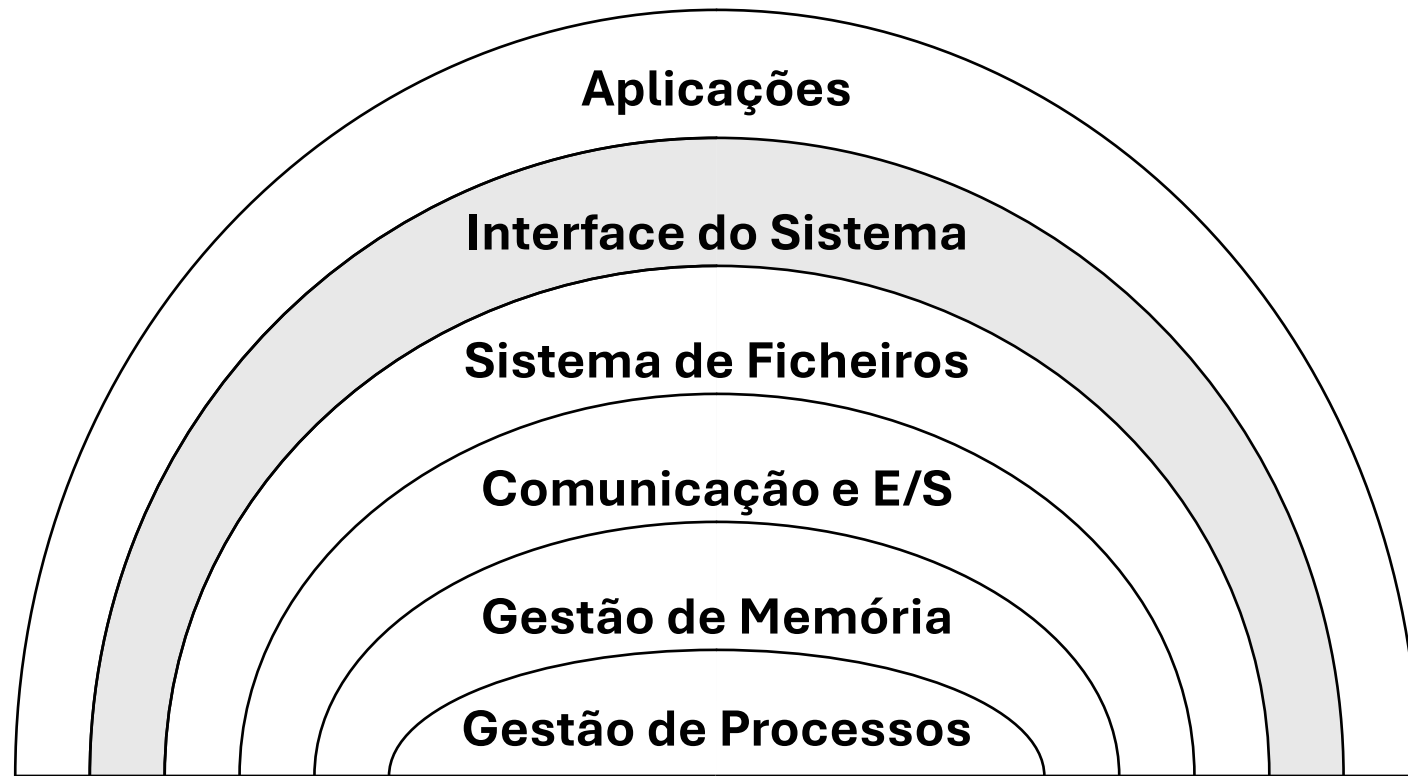 Aplicações
Interface do Sistema
Sistema de Ficheiros
Comunicação e E/S
Gestão de Memória
Gestão de Processos